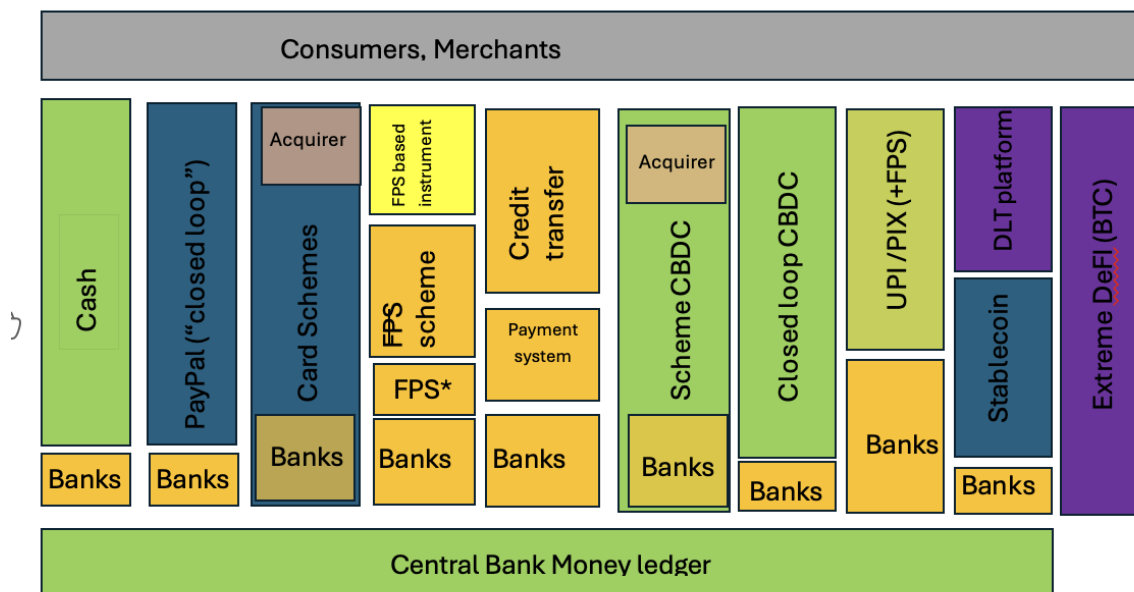 Consumers, Merchants
Cash
Banks
PayPal (“closed loop”)
Banks
Acquirer
Card Schemes
Banks
FPS based
instrument
FPS
scheme
FPS*
Banks
Credit
transfer
Payment
system
Banks
Acquirer
Scheme CBDC
Banks
Closed loop CBDC
Banks
UPI /PIX (+FPS)
Banks
DLT platform
Stablecoin
Banks
Extreme DeFI (BTC)
Central Bank Money ledger